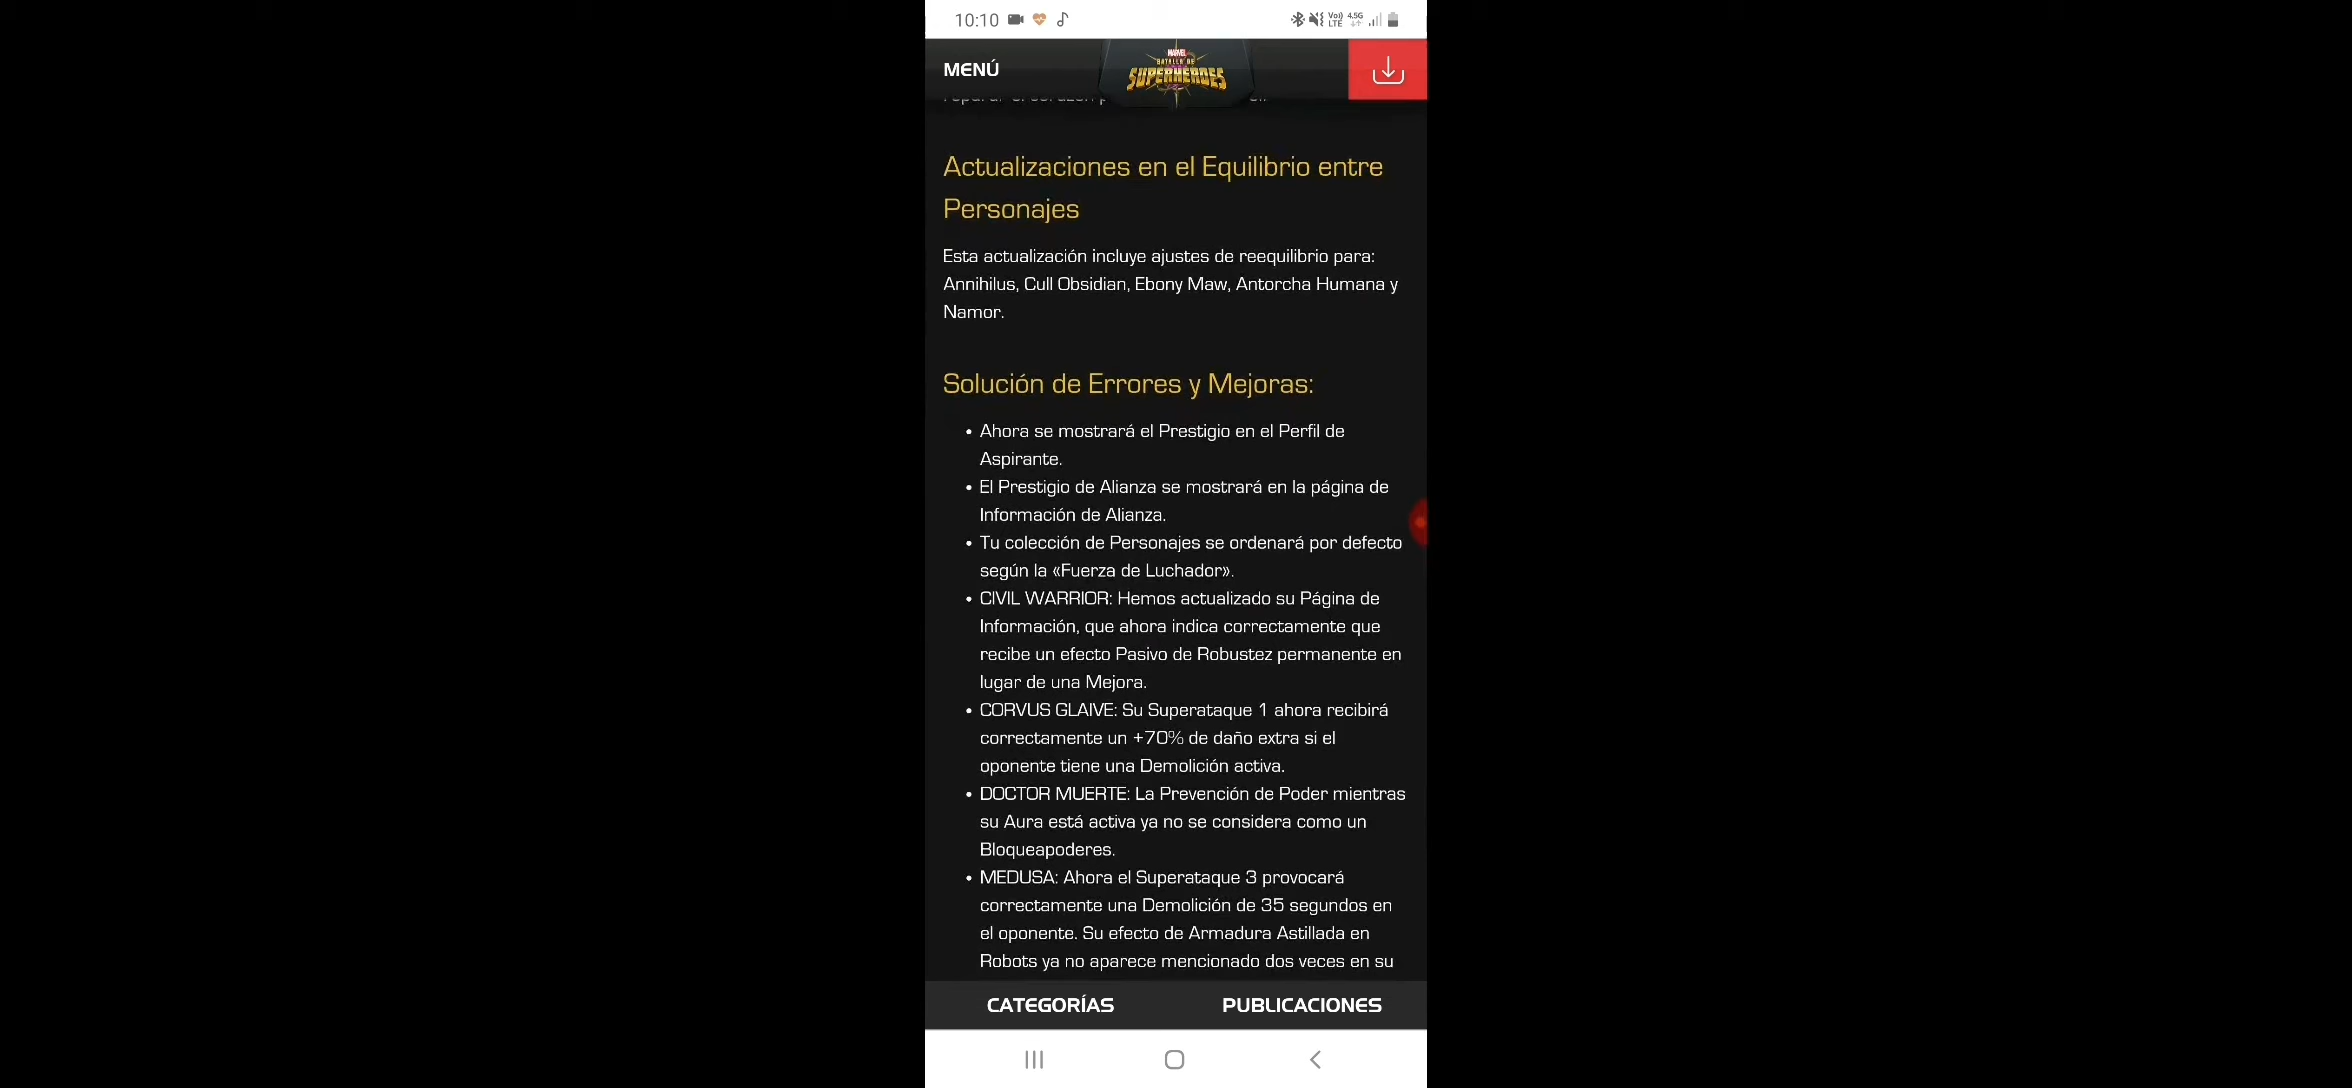 10:10
Vo)) 4.5G
LTE
MENÚ
MARVEL
BATALLA DE
SUPERHÉROES
Actualizaciones en el Equilibrio entre
Personajes
Esta actualización incluye ajustes de reequilibrio para:
Annihilus, Cull Obsidian, Ebony Maw, Antorcha Humana y
Namor.
Solución de Errores y Mejoras:
• Ahora se mostrará el Prestigio en el Perfil de
Aspirante.
• El Prestigio de Alianza se mostrará en la página de
Información de Alianza.
• Tu colección de Personajes se ordenará por defecto
según la «Fuerza de Luchador».
• CIVIL WARRIOR: Hemos actualizado su Página de
Información, que ahora indica correctamente que
recibe un efecto Pasivo de Robustez permanente en
lugar de una Mejora.
• CORVUS GLAIVE: Su Superataque 1 ahora recibirá
correctamente un +70% de daño extra si el
oponente tiene una Demolición activa.
• DOCTOR MUERTE: La Prevención de Poder mientras
su Aura está activa ya no se considera como un
Bloqueapoderes.
• MEDUSA: Ahora el Superataque 3 provocará
correctamente una Demolición de 35 segundos en
el oponente. Su efecto de Armadura Astillada en
Robots ya no aparece mencionado dos veces en su
CATEGORÍAS PUBLICACIONES